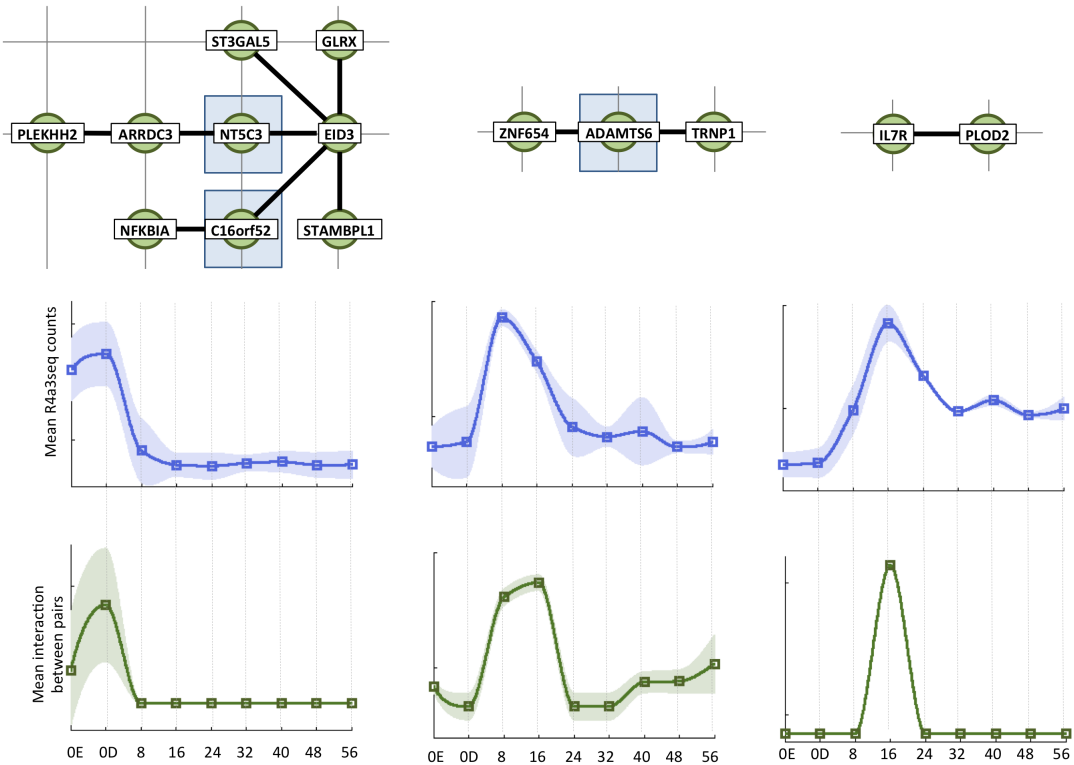 ST3GAL5 GLRX
PLEKHH2 ARRDC3 NT5C3 EID3
NFKBIA C16orf52 STAMBPL1
ZNF654 ADAMTS6 TRNP1
IL7R PLOD2
Mean R4a3seq counts
Mean interaction
between pairs
0E 0D 8 16 24 32 40 48 56
0E 0D 8 16 24 32 40 48 56
0E 0D 8 16 24 32 40 48 56